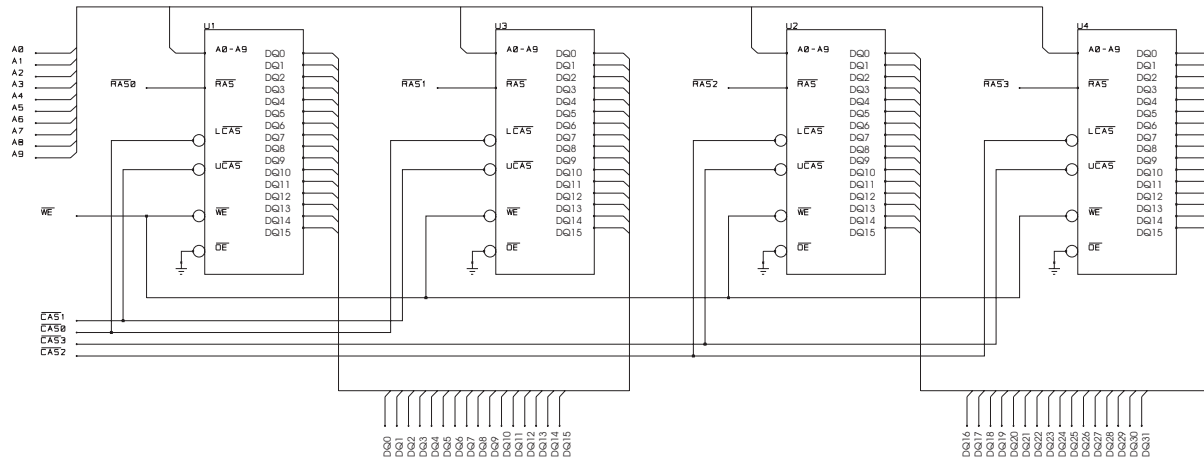 A0
A1
A2
A3
A4
A5
A6
A7
A8
A9
WE
CAS1
CAS0
CAS3
CAS2
U1
A0-A9
RAS0
RAS
LCAS
UCAS
WE
OE
DQ0
DQ1
DQ2
DQ3
DQ4
DQ5
DQ6
DQ7
DQ8
DQ9
DQ10
DQ11
DQ12
DQ13
DQ14
DQ15
U3
A0-A9
RAS1
RAS
LCAS
UCAS
WE
OE
DQ0
DQ1
DQ2
DQ3
DQ4
DQ5
DQ6
DQ7
DQ8
DQ9
DQ10
DQ11
DQ12
DQ13
DQ14
DQ15
U2
A0-A9
RAS2
RAS
LCAS
UCAS
WE
OE
DQ0
DQ1
DQ2
DQ3
DQ4
DQ5
DQ6
DQ7
DQ8
DQ9
DQ10
DQ11
DQ12
DQ13
DQ14
DQ15
U4
A0-A9
RAS3
RAS
LCAS
UCAS
WE
OE
DQ0
DQ1
DQ2
DQ3
DQ4
DQ5
DQ6
DQ7
DQ8
DQ9
DQ10
DQ11
DQ12
DQ13
DQ14
DQ15
DQ0
DQ1
DQ2
DQ3
DQ4
DQ5
DQ6
DQ7
DQ8
DQ9
DQ10
DQ11
DQ12
DQ13
DQ14
DQ15
DQ16
DQ17
DQ18
DQ19
DQ20
DQ21
DQ22
DQ23
DQ24
DQ25
DQ26
DQ27
DQ28
DQ29
DQ30
DQ31